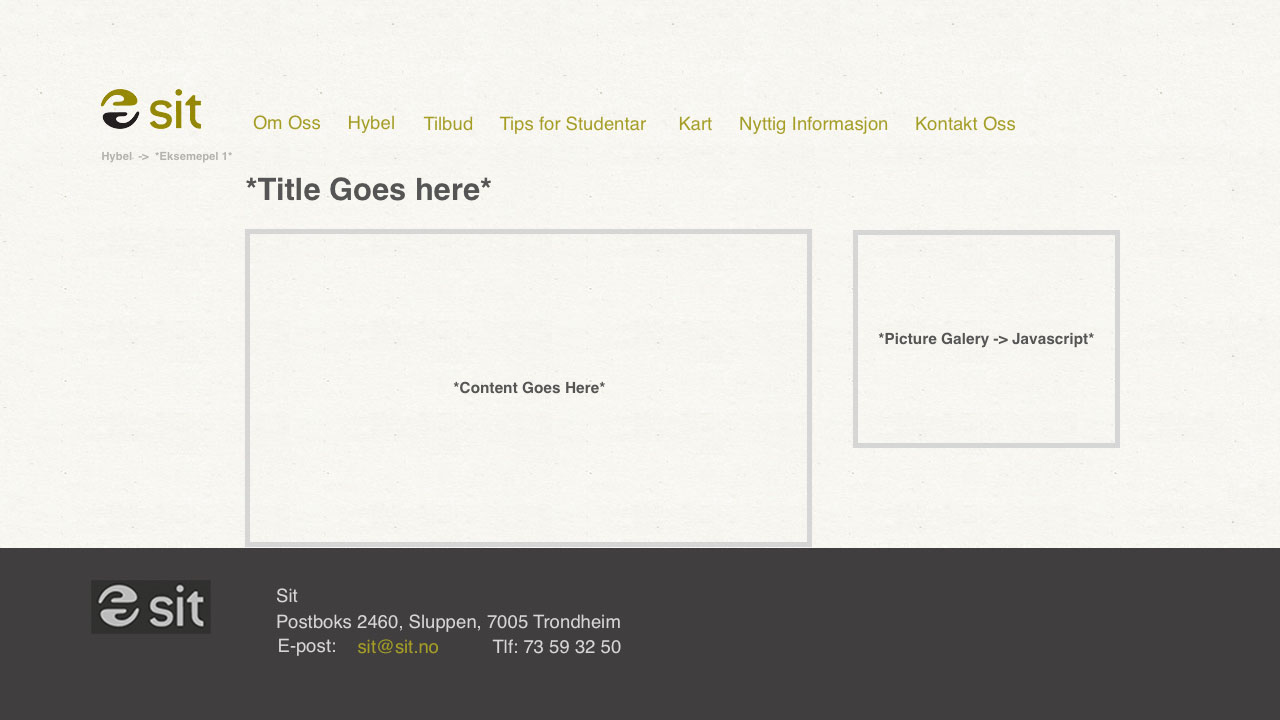 sit
Om Oss Hybel Tilbud Tips for Studentar Kart Nyttig Informasjon Kontakt Oss
Hybel -> *Eksemepel 1*
*Title Goes here*
*Content Goes Here*
*Picture Galery -> Javascript*
sit
Sit
Postboks 2460, Sluppen, 7005 Trondheim
E-post: sit@sit.no Tlf: 73 59 32 50